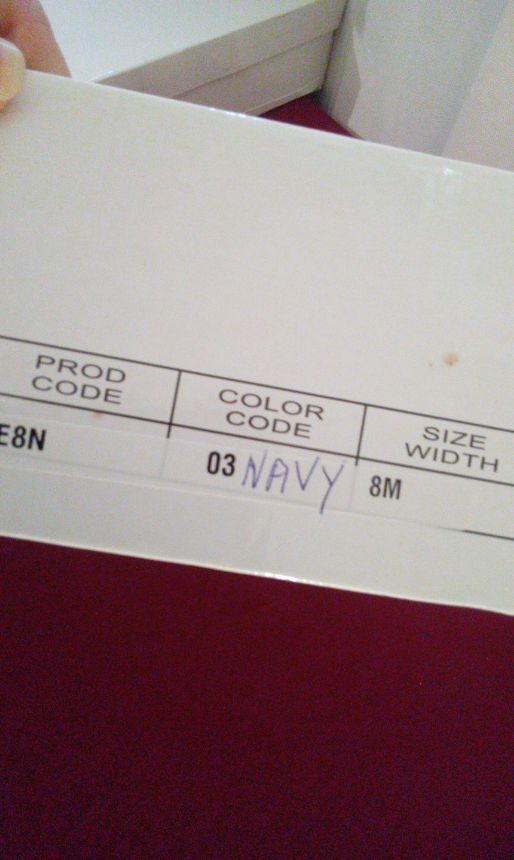 PROD
CODE
COLOR
CODE
SIZE
WIDTH
E8N
03 NAVY
8M